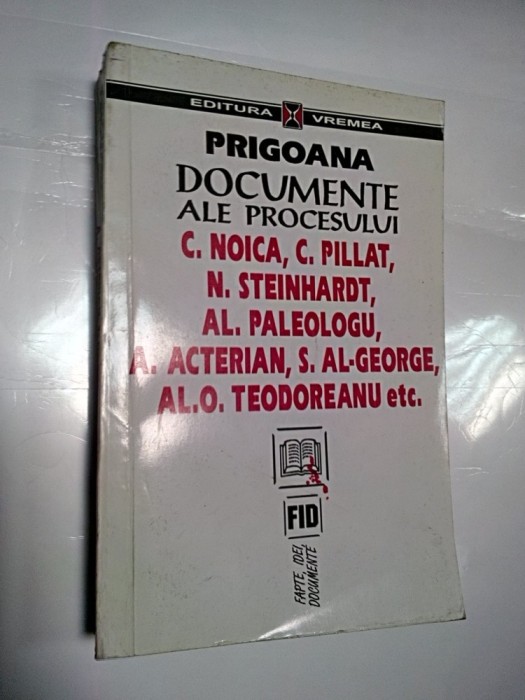 EDITURA VREMEA
PRIGOANA
DOCUMENTE
ALE PROCESULUI
C. NOICA, C. PILLAT,
N. STEINHARDT,
AL. PALEOLOGU,
A. ACTERIAN, S. AL-GEORGE,
AL.O. TEODOREANU etc.
FID
FAPTE, IDEI,
DOCUMENTE